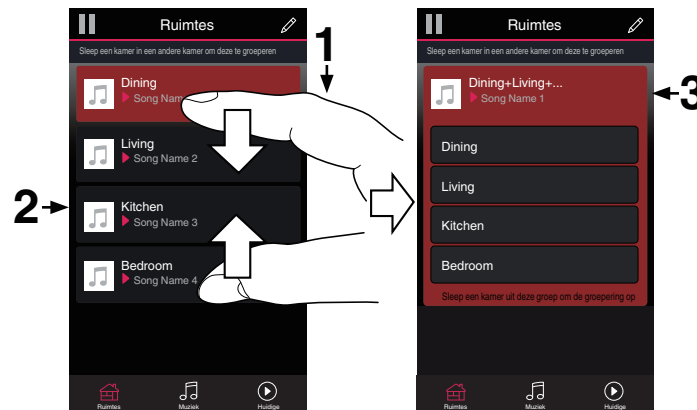 Ruimtes
Sleep een kamer in een andere kamer om deze te groeperen
1
Dining
Song Nam
Living
Song Name 2
2
Kitchen
Song Name 3
Bedroom
Song Name 4
Ruimtes
Muziek
Huidige
Ruimtes
Sleep een kamer in een andere kamer om deze te groeperen
Dining+Living+...
Song Name 1
3
Dining
Living
Kitchen
Bedroom
Sleep een kamer uit deze groep om de groepering op
Ruimtes
Muziek
Huidige